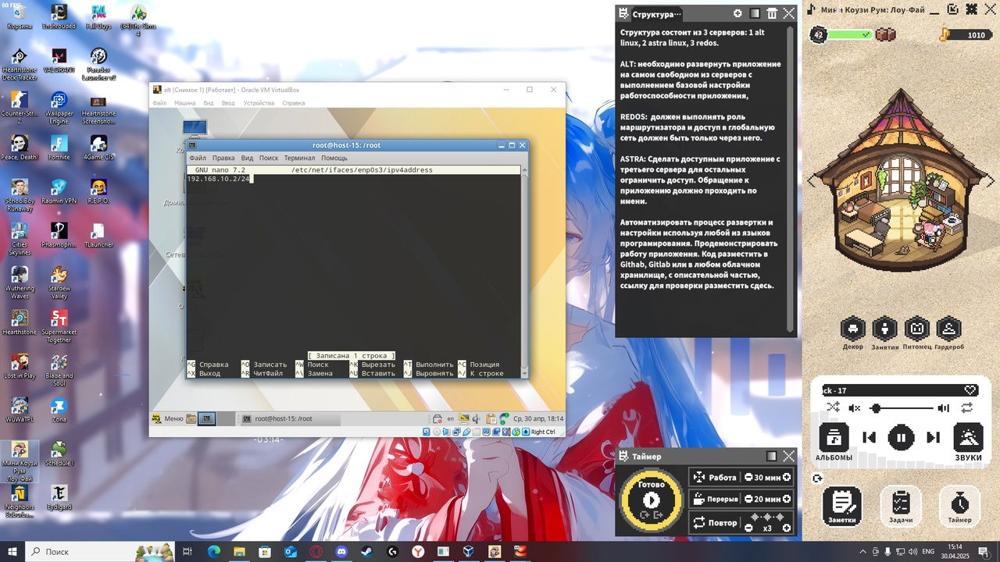 60 FPS
Корзина
Enshrouded
Fall Guys
(64)The Sims 4
Hearthstone Deck Tracker
VALORANT
Paradox Launcher v2
Counter-Str... 2
Wallpaper Engine
Hearthstone Screensho...
Peace, Death!
Fortnite
4Game CIS
SchoolBoy Runaway
Radmin VPN
R.E.P.O.
Cities Skylines
Phasmoph...
TLauncher
Wuthering Waves
Stardew Valley
Hearthstone
Supermarket Together
Lost in Play
Blade and Soul
WuWaTPL
Zona
Мини Коузи Рум Лоу-Фай
Schedule I
Neighbors Suburba...
Eydigard
alt (Снимок 1) [Работает] - Oracle VM VirtualBox
Файл Машина Вид Ввод Устройства Справка
root@host-15: /root
Файл Правка Вид Поиск Терминал Помощь
GNU nano 7.2 /etc/net/ifaces/enp0s3/ipv4address
192.168.10.2/24
[ Записана 1 строка ]
^G Справка ^O Записать ^W Поиск ^K Вырезать ^T Выполнить ^C Позиция
^X Выход ^R ЧитФайл ^\ Замена ^U Вставить ^J Выровнять ^/ К строке
Меню
root@host-15: /root
en
Ср, 30 апр, 18:14
Right Ctrl
-03:14-
Структура···
Структура состоит из 3 серверов: 1 alt
linux, 2 astra linux, 3 redos.
ALT: необходимо развернуть приложение
на самом свободном из серверов с
выполнением базовой настройки
работоспособности приложения,
REDOS: должен выполнять роль
маршрутизатора и доступ в глобальную
сеть должен быть только через него.
ASTRA: Сделать доступным приложение с
третьего сервера для остальных
ограничить доступ. Обращение к
приложению должно проходить по
имени.
Автоматизировать процесс развертки и
настройки используя любой из языков
програмирования. Продемонстрировать
работу приложения. Код разместить в
Githab, Gitlab или в любом облачном
хранилище, с описательной частью,
ссылку для проверки разместить сдесь.
Таймер
Готово
Работа 30 мин
Перерыв 20 мин
Повтор x3
Мини Коузи Рум: Лоу-Фай
42
1010
Декор Занятия Питомец Гардероб
ck - 17
АЛЬБОМЫ
ЗВУКИ
Заметки Задачи Таймер
Поиск
15:14
30.04.2025
1